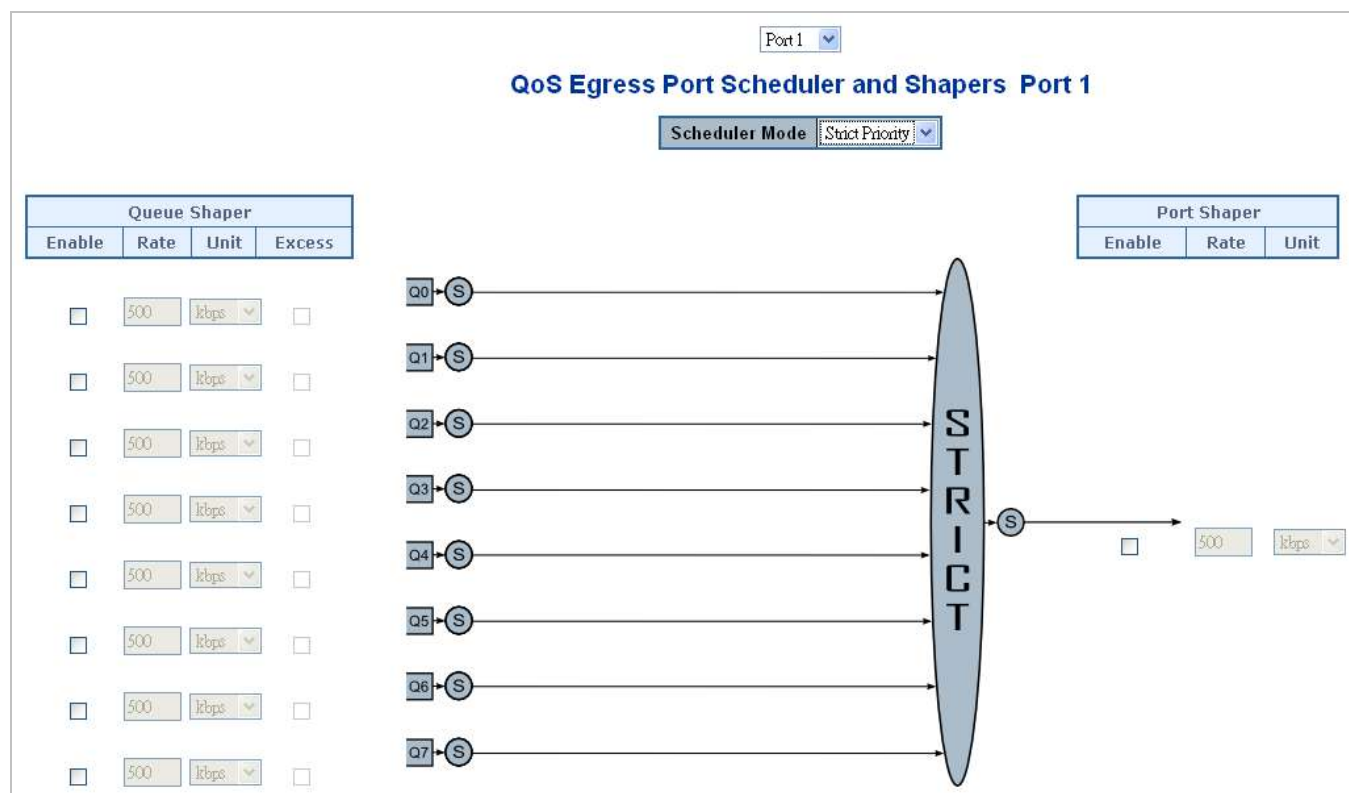 Port 1
QoS Egress Port Scheduler and Shapers Port 1
Scheduler Mode Strict Priority
Queue Shaper
Enable Rate Unit Excess
Port Shaper
Enable Rate Unit
500 kbps
Q0 S
500 kbps
Q1 S
500 kbps
Q2 S
500 kbps
Q3 S
500 kbps
Q4 S
500 kbps
Q5 S
500 kbps
Q6 S
500 kbps
Q7 S
STRICT
S
500 kbps